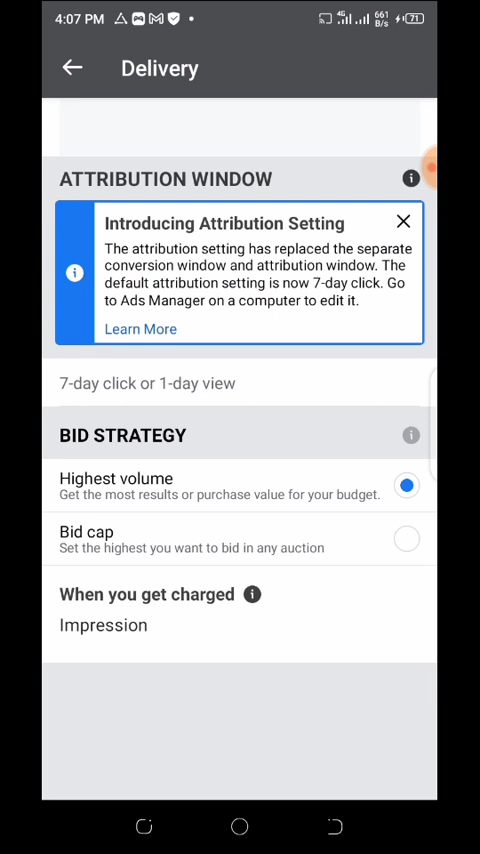 4:07 PM
4G
661
B/s
71
Delivery
ATTRIBUTION WINDOW
Introducing Attribution Setting
The attribution setting has replaced the separate
conversion window and attribution window. The
default attribution setting is now 7-day click. Go
to Ads Manager on a computer to edit it.
Learn More
7-day click or 1-day view
BID STRATEGY
Highest volume
Get the most results or purchase value for your budget.
Bid cap
Set the highest you want to bid in any auction
When you get charged
Impression